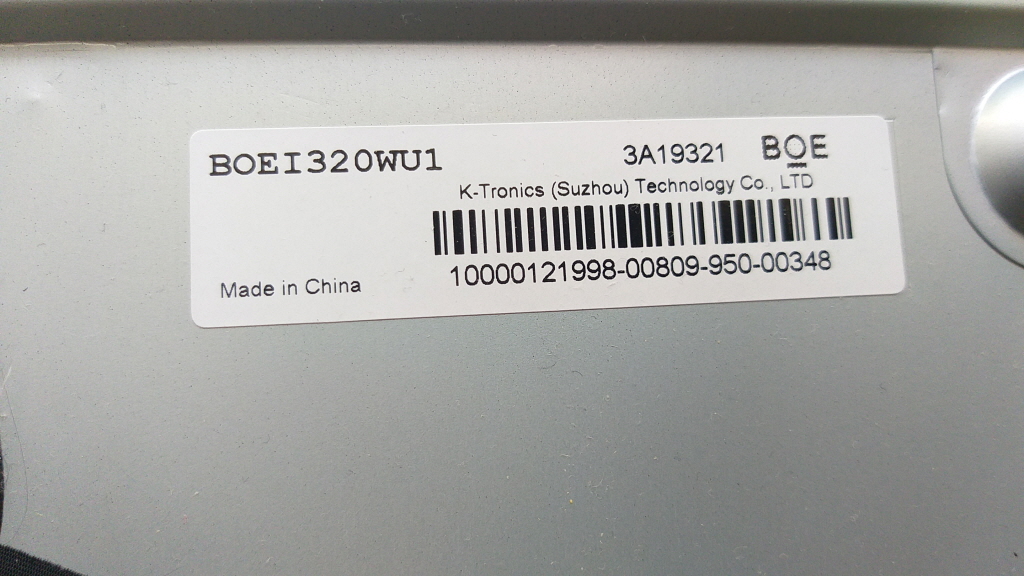 BOEI320WU1 3A19321 BOE
K-Tronics (Suzhou) Technology Co., LTD
10000121998-00809-950-00348
Made in China